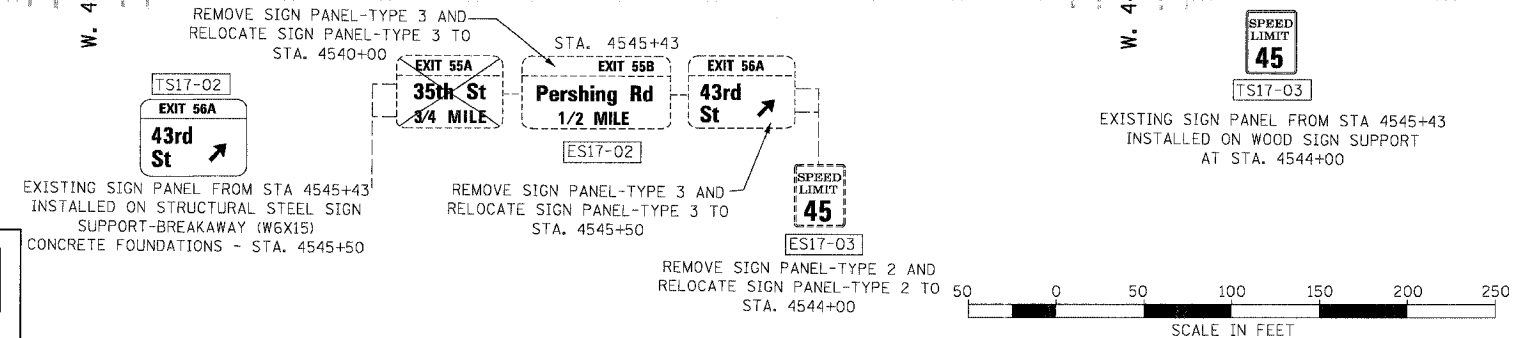 W. 4
REMOVE SIGN PANEL-TYPE 3 AND
RELOCATE SIGN PANEL-TYPE 3 TO
STA. 4540+00
TS17-02
EXIT 56A
43rd
St
EXISTING SIGN PANEL FROM STA 4545+43
INSTALLED ON STRUCTURAL STEEL SIGN
SUPPORT-BREAKAWAY (W6X15)
CONCRETE FOUNDATIONS - STA. 4545+50
STA. 4545+43
EXIT 55A
35th St
3/4 MILE
EXIT 55B
Pershing Rd
1/2 MILE
ES17-02
EXIT 56A
43rd
St
REMOVE SIGN PANEL-TYPE 3 AND
RELOCATE SIGN PANEL-TYPE 3 TO
STA. 4545+50
SPEED
LIMIT
45
ES17-03
REMOVE SIGN PANEL-TYPE 2 AND
RELOCATE SIGN PANEL-TYPE 2 TO
STA. 4544+00
W. 4
SPEED
LIMIT
45
TS17-03
EXISTING SIGN PANEL FROM STA 4545+43
INSTALLED ON WOOD SIGN SUPPORT
AT STA. 4544+00
50 0 50 100 150 200 250
SCALE IN FEET